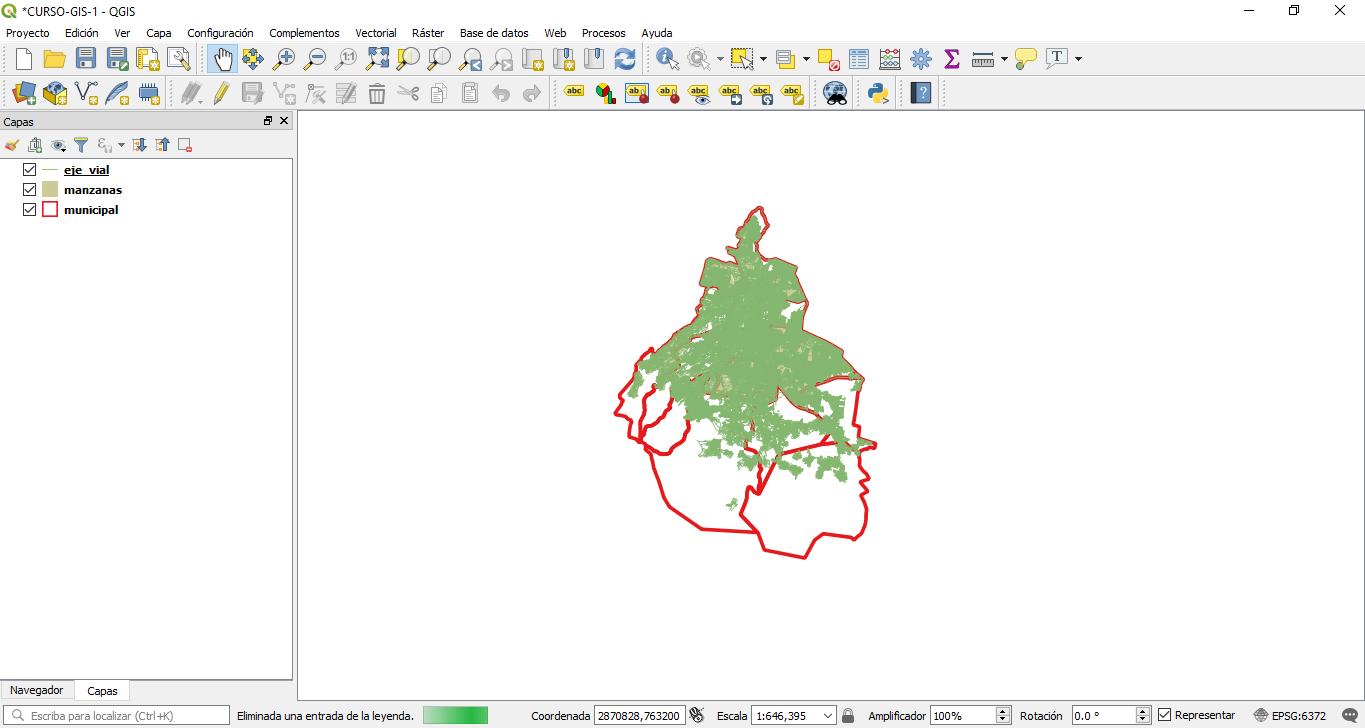 *CURSO-GIS-1 - QGIS
Proyecto Edición Ver Capa Configuración Complementos Vectorial Ráster Base de datos Web Procesos Ayuda
Capas
eje_vial
manzanas
municipal
Navegador Capas
Escriba para localizar (Ctrl+K) Eliminada una entrada de la leyenda. Coordenada 2870828,763200 Escala 1:646,395 Amplificador 100% Rotación 0.0 ° Representar EPSG:6372